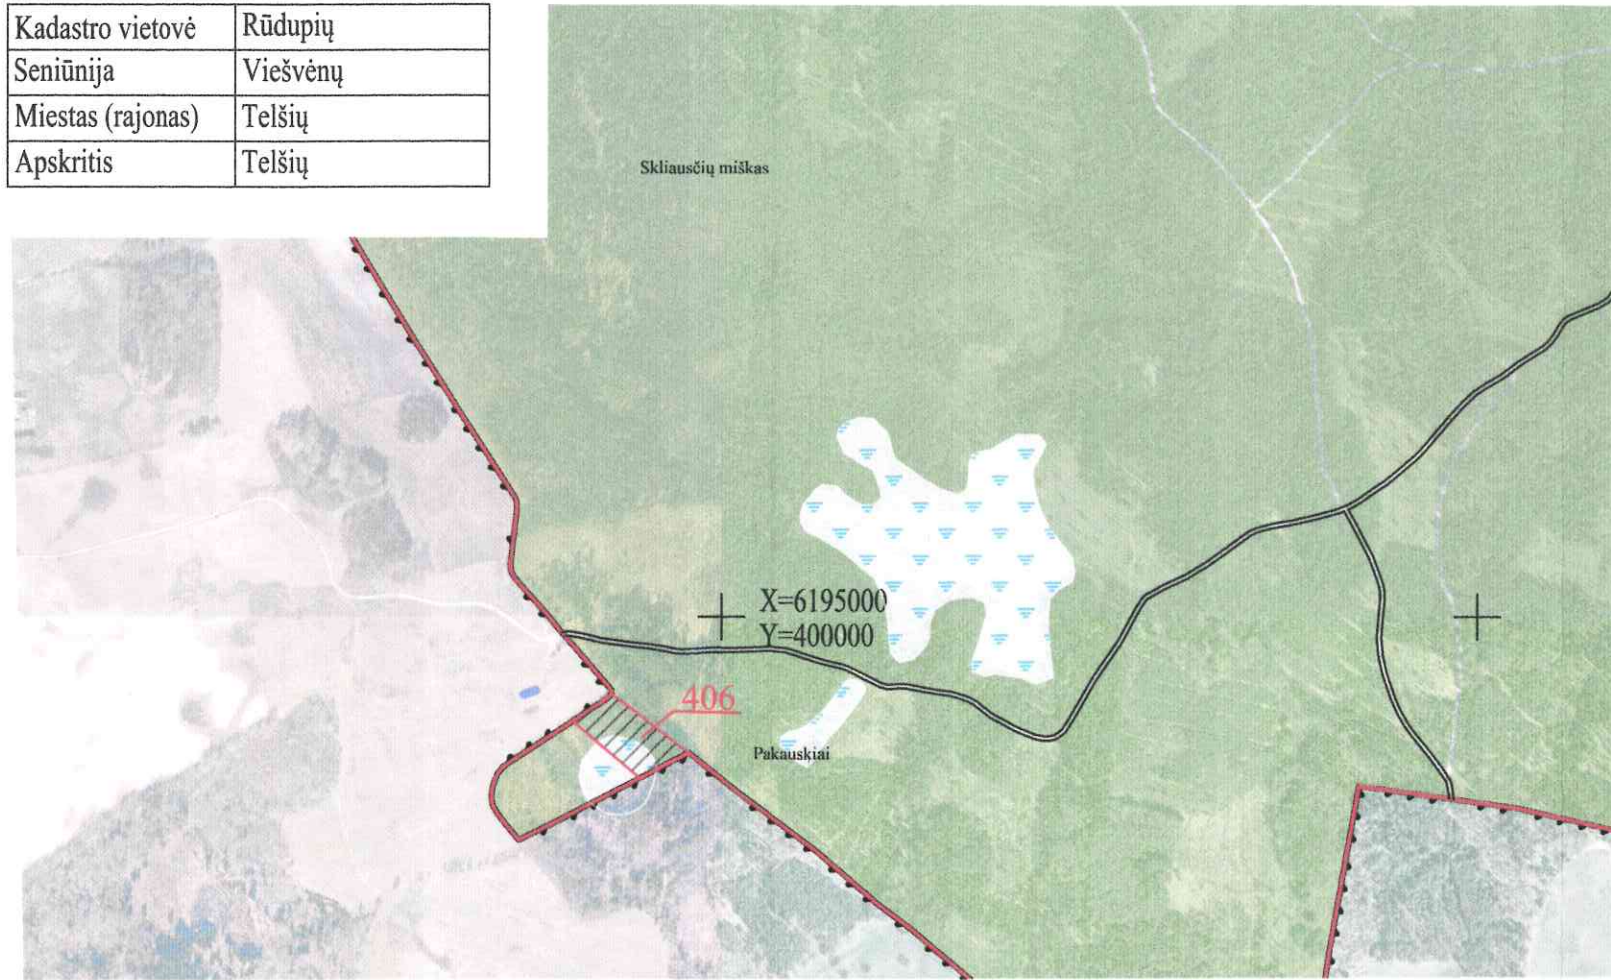 Kadastro vietovė Rūdupių
Seniūnija Viešvėnų
Miestas (rajonas) Telšių
Apskritis Telšių
Skliausčių miškas
X=6195000
Y=400000
406
Pakauskiai